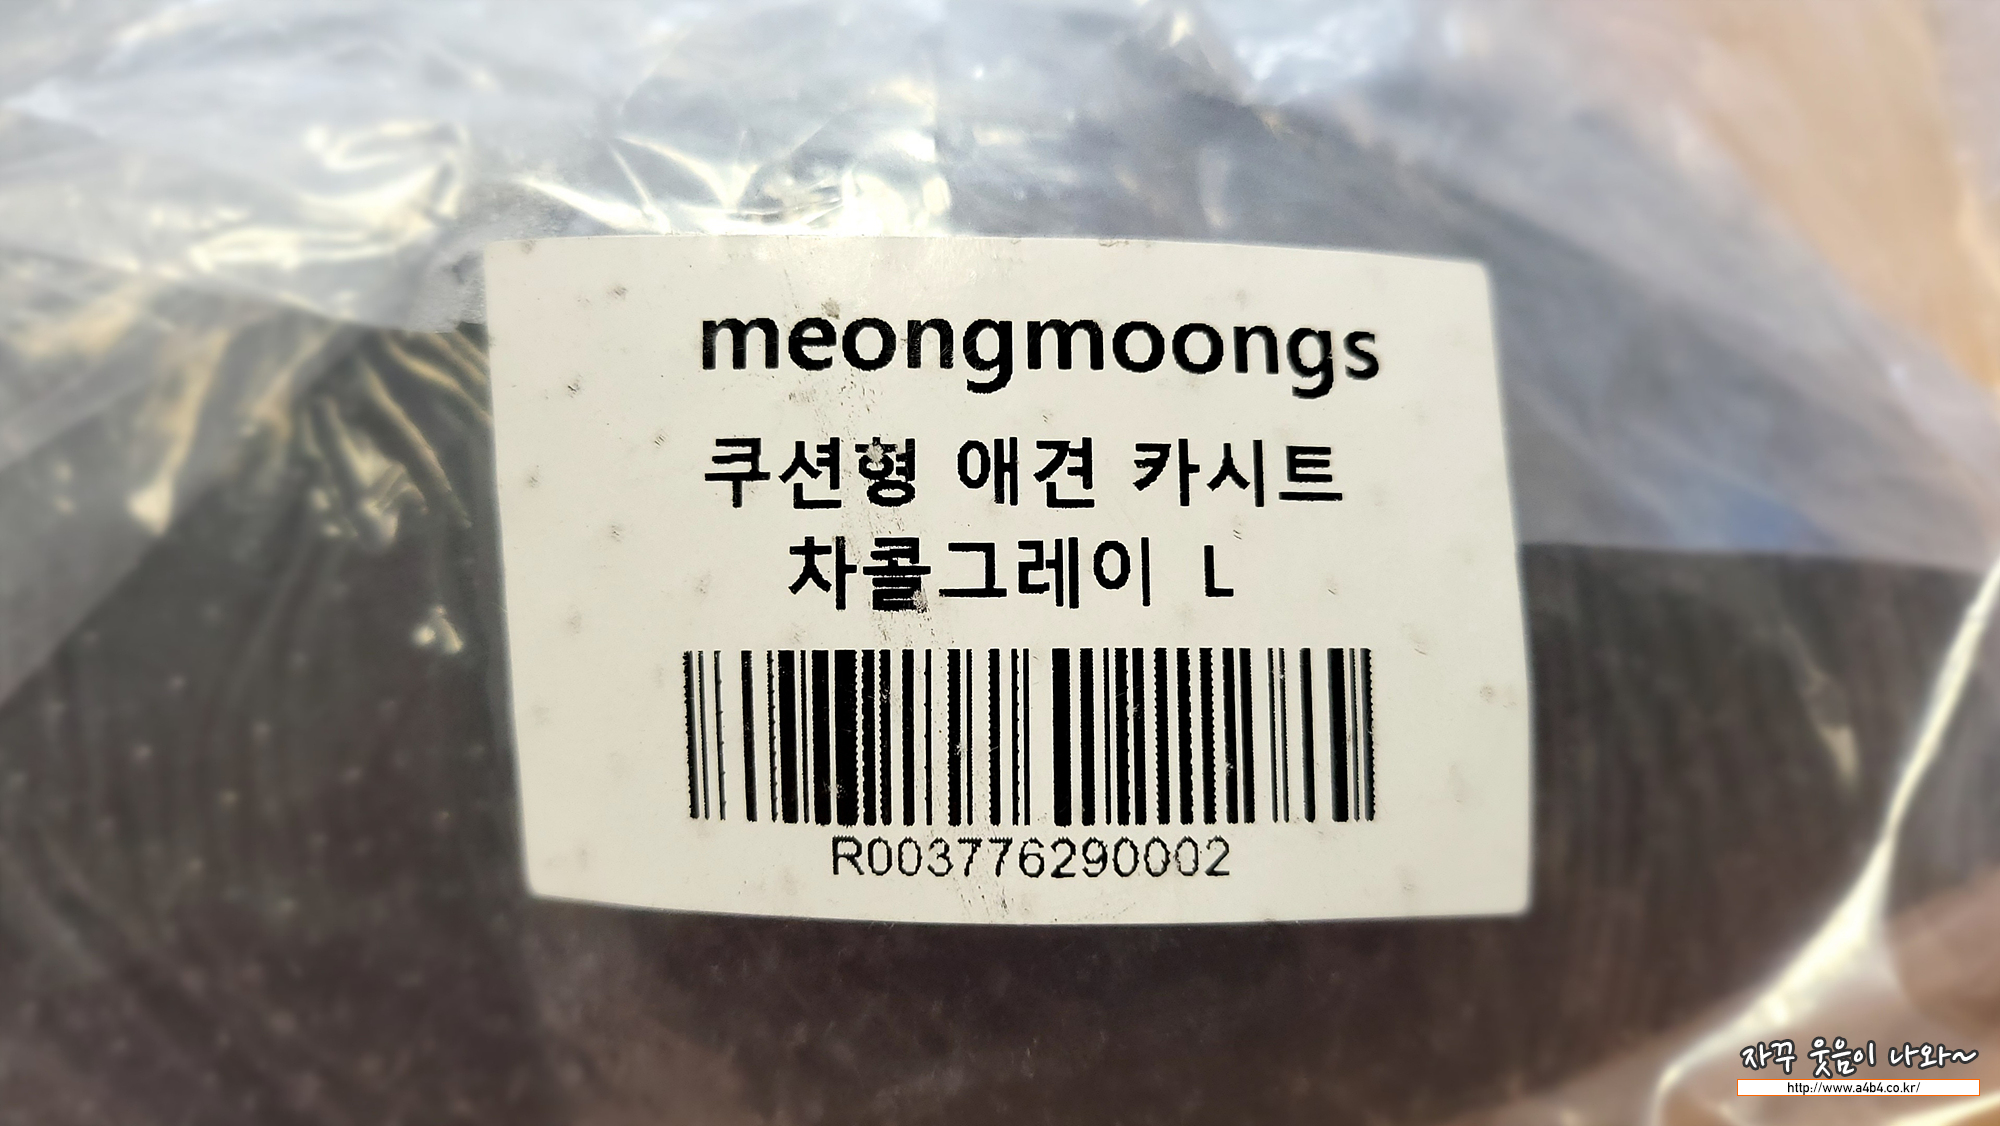 meongmoongs
쿠션형 애견 카시트
차콜그레이 L
R003776290002
자꾸 웃음이 나와~
http://www.a4b4.co.kr/